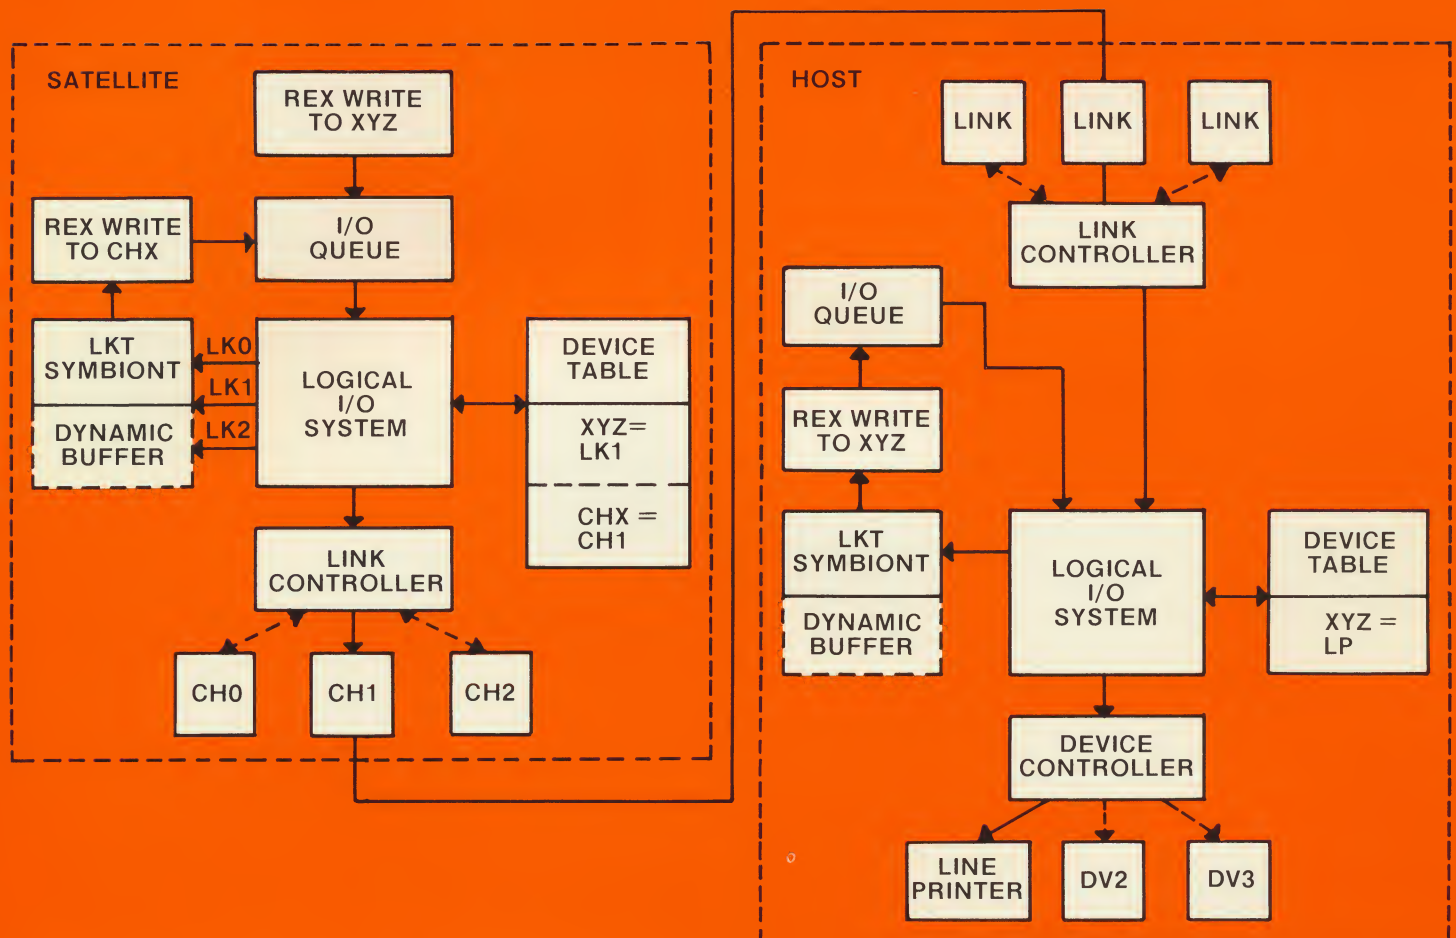 SATELLITE
REX WRITE
TO XYZ
REX WRITE
TO CHX
I/O
QUEUE
LKT
SYMBIONT
DYNAMIC
BUFFER
LK0
LK1
LK2
LOGICAL
I/O
SYSTEM
DEVICE
TABLE
XYZ=
LK1
CHX =
CH1
LINK
CONTROLLER
CH0
CH1
CH2
HOST
LINK
LINK
LINK
LINK
CONTROLLER
I/O
QUEUE
REX WRITE
TO XYZ
LKT
SYMBIONT
DYNAMIC
BUFFER
LOGICAL
I/O
SYSTEM
DEVICE
TABLE
XYZ =
LP
DEVICE
CONTROLLER
LINE
PRINTER
DV2
DV3